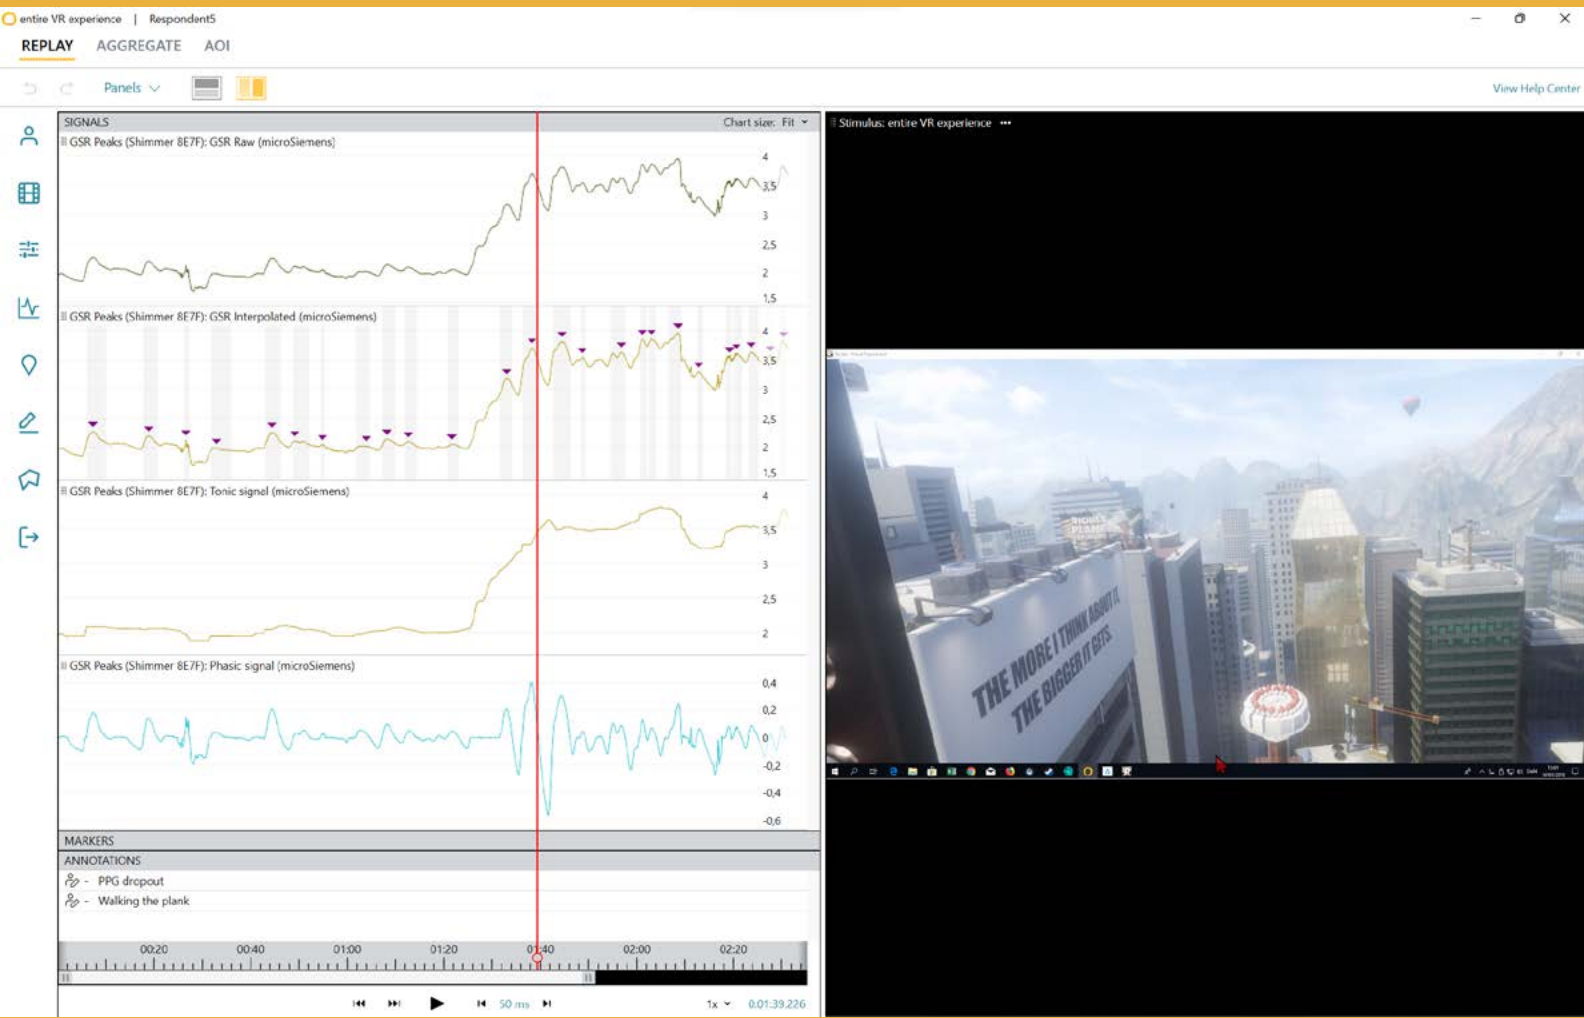 entire VR experience | Respondent5
REPLAY AGGREGATE AOI
Panels
View Help Center
SIGNALS
Chart size: Fit
GSR Peaks (Shimmer 8E7F): GSR Raw (microSiemens)
4
3,5
3
2,5
2
1,5
GSR Peaks (Shimmer 8E7F): GSR Interpolated (microSiemens)
4
3,5
3
2,5
2
1,5
GSR Peaks (Shimmer 8E7F): Tonic signal (microSiemens)
4
3,5
3
2,5
2
GSR Peaks (Shimmer 8E7F): Phasic signal (microSiemens)
0,4
0,2
0
-0,2
-0,4
-0,6
MARKERS
ANNOTATIONS
- PPG dropout
- Walking the plank
00:20 00:40 01:00 01:20 01:40 02:00 02:20
50 ms
1x
0:01:39.226
Stimulus: entire VR experience •••
THE MORE I THINK ABOUT IT
THE BIGGER IT GETS.